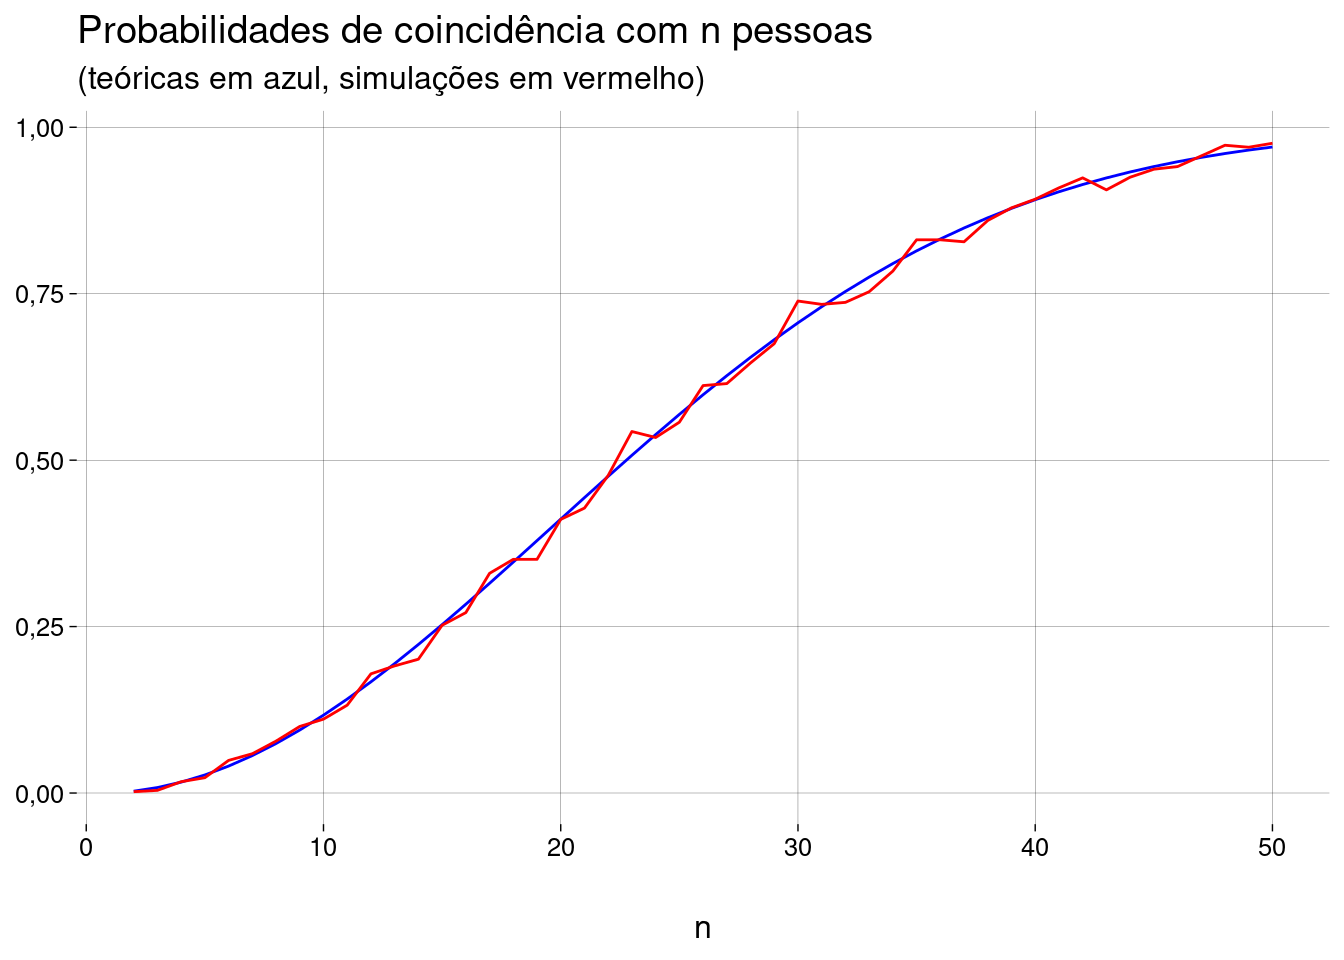 Probabilidades de coincidência com n pessoas
(teóricas em azul, simulações em vermelho)
1,00
0,75
0,50
0,25
0,00
0 10 20 30 40 50
n